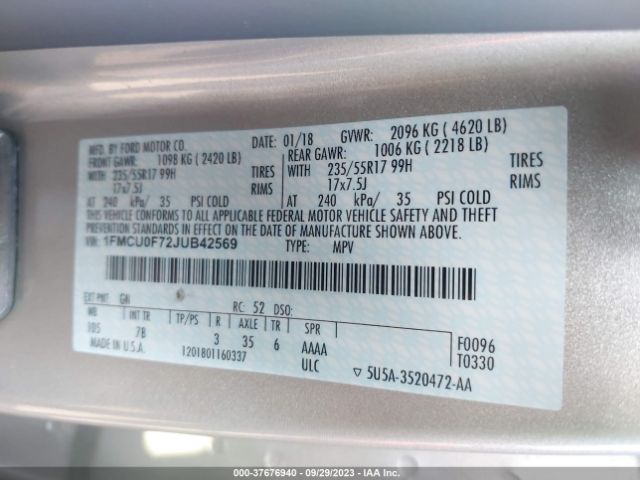 MFG. BY FORD MOTOR CO.
DATE: 01/18 GVWR: 2096 KG ( 4620 LB)
FRONT GAWR: 1098 KG ( 2420 LB)
REAR GAWR: 1006 KG ( 2218 LB)
WITH 235/55R17 99H TIRES
WITH 235/55R17 99H TIRES
17x7.5J RIMS
17x7.5J RIMS
AT 240 kPa/ 35 PSI COLD
AT 240 kPa/ 35 PSI COLD
THIS VEHICLE CONFORMS TO ALL APPLICABLE FEDERAL MOTOR VEHICLE SAFETY AND THEFT
PREVENTION STANDARDS IN EFFECT ON THE DATE OF MANUFACTURE SHOWN ABOVE.
VIN: 1FMCU0F72JUB42569 TYPE: MPV
EXT PNT: GN RC: 52 DSO:
WB INT TR TP/PS R AXLE TR SPR
105 7B 3 35 6 AAAA
MADE IN U.S.A. 1201801160337 ULC
F0096
T0330
▽ 5U5A-3520472-AA
000-37676940 - 09/29/2023 - IAA Inc.